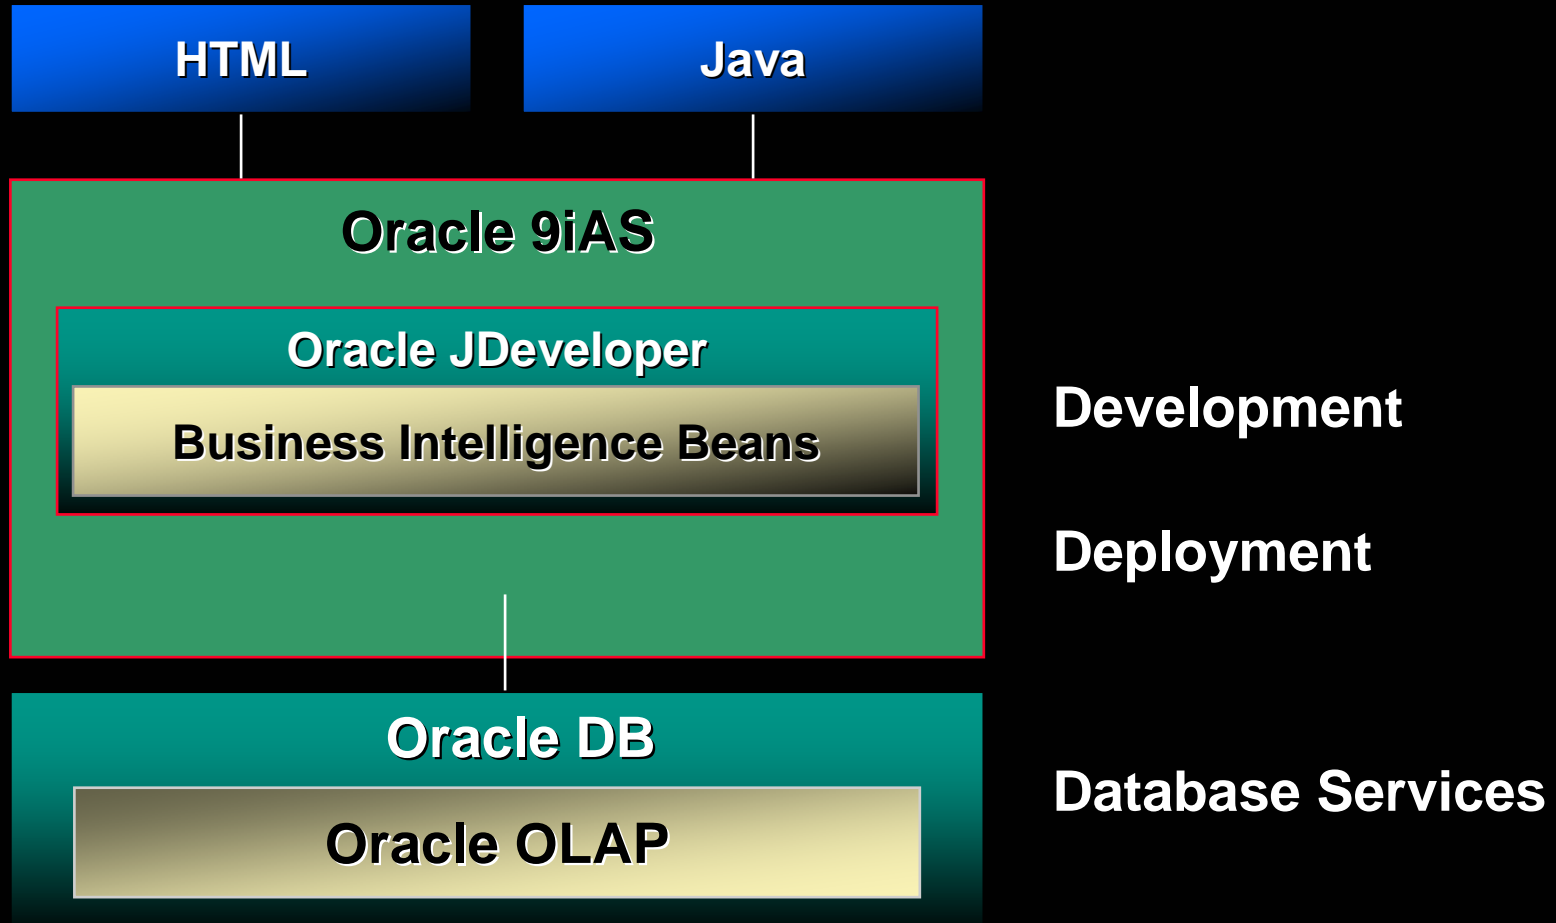 HTML
Java
Oracle 9iAS
Oracle JDeveloper
Business Intelligence Beans
Development
Deployment
Oracle DB
Oracle OLAP
Database Services